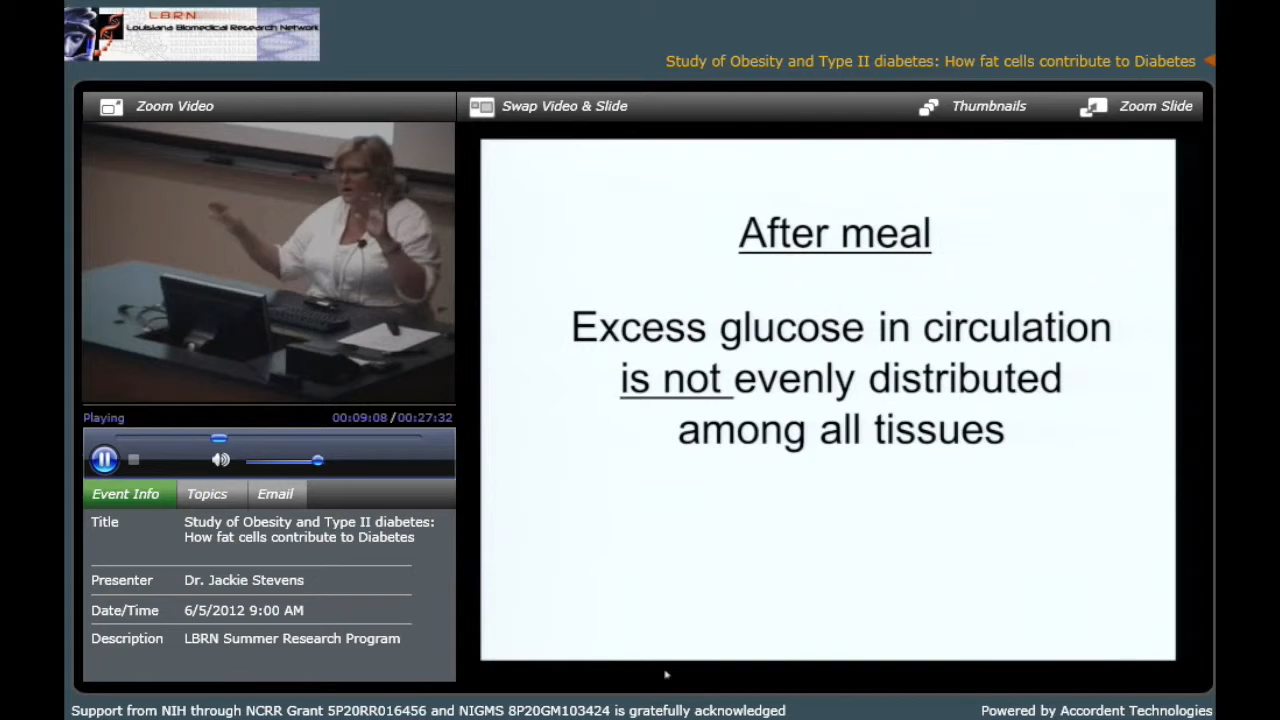 LBRN
Louisiana Biomedical Research Network
Study of Obesity and Type II diabetes: How fat cells contribute to Diabetes
Zoom Video
Swap Video & Slide
Thumbnails
Zoom Slide
After meal
Excess glucose in circulation
is not evenly distributed
among all tissues
Playing
00:09:08 / 00:27:32
Event Info
Topics
Email
Title
Study of Obesity and Type II diabetes:
How fat cells contribute to Diabetes
Presenter
Dr. Jackie Stevens
Date/Time
6/5/2012 9:00 AM
Description
LBRN Summer Research Program
Support from NIH through NCRR Grant 5P20RR016456 and NIGMS 8P20GM103424 is gratefully acknowledged
Powered by Accordent Technologies